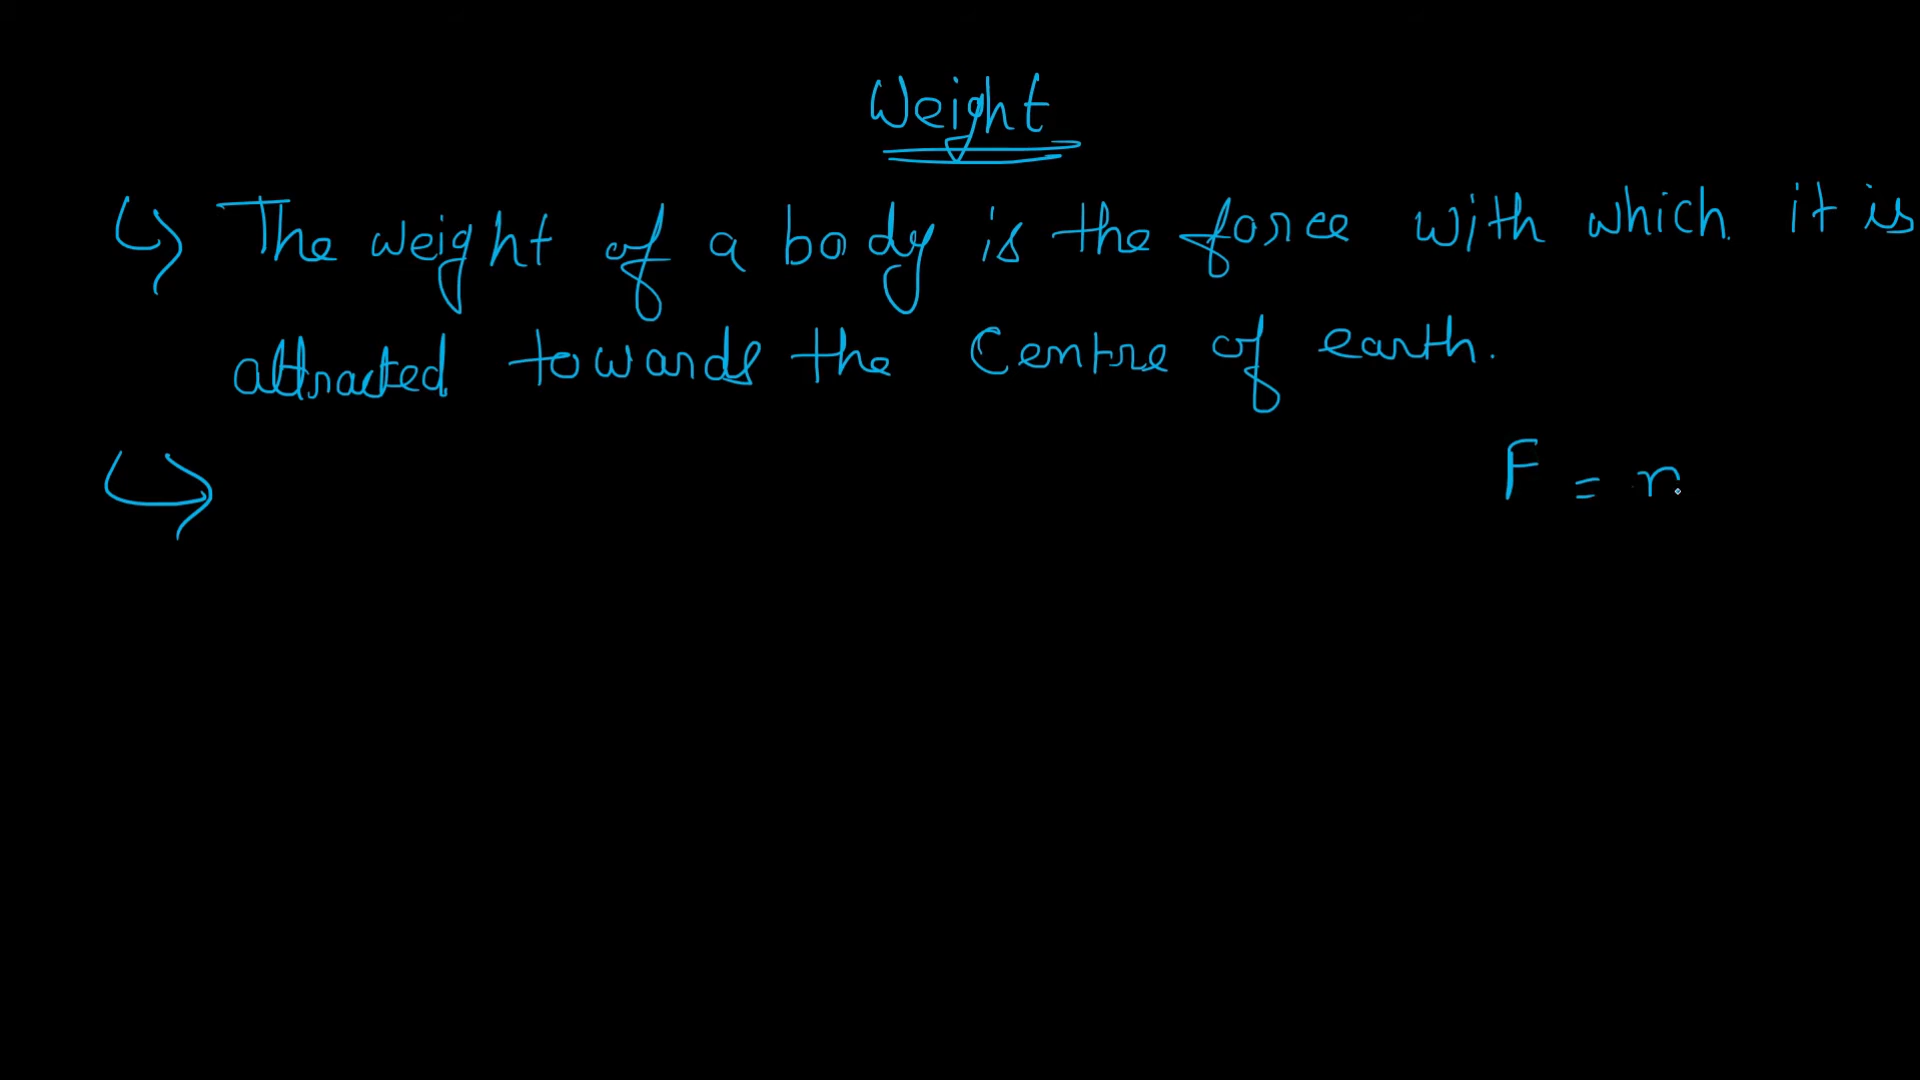 Weight
The weight of a body is the force with which it is
attracted towards the Centre of earth.
F = n